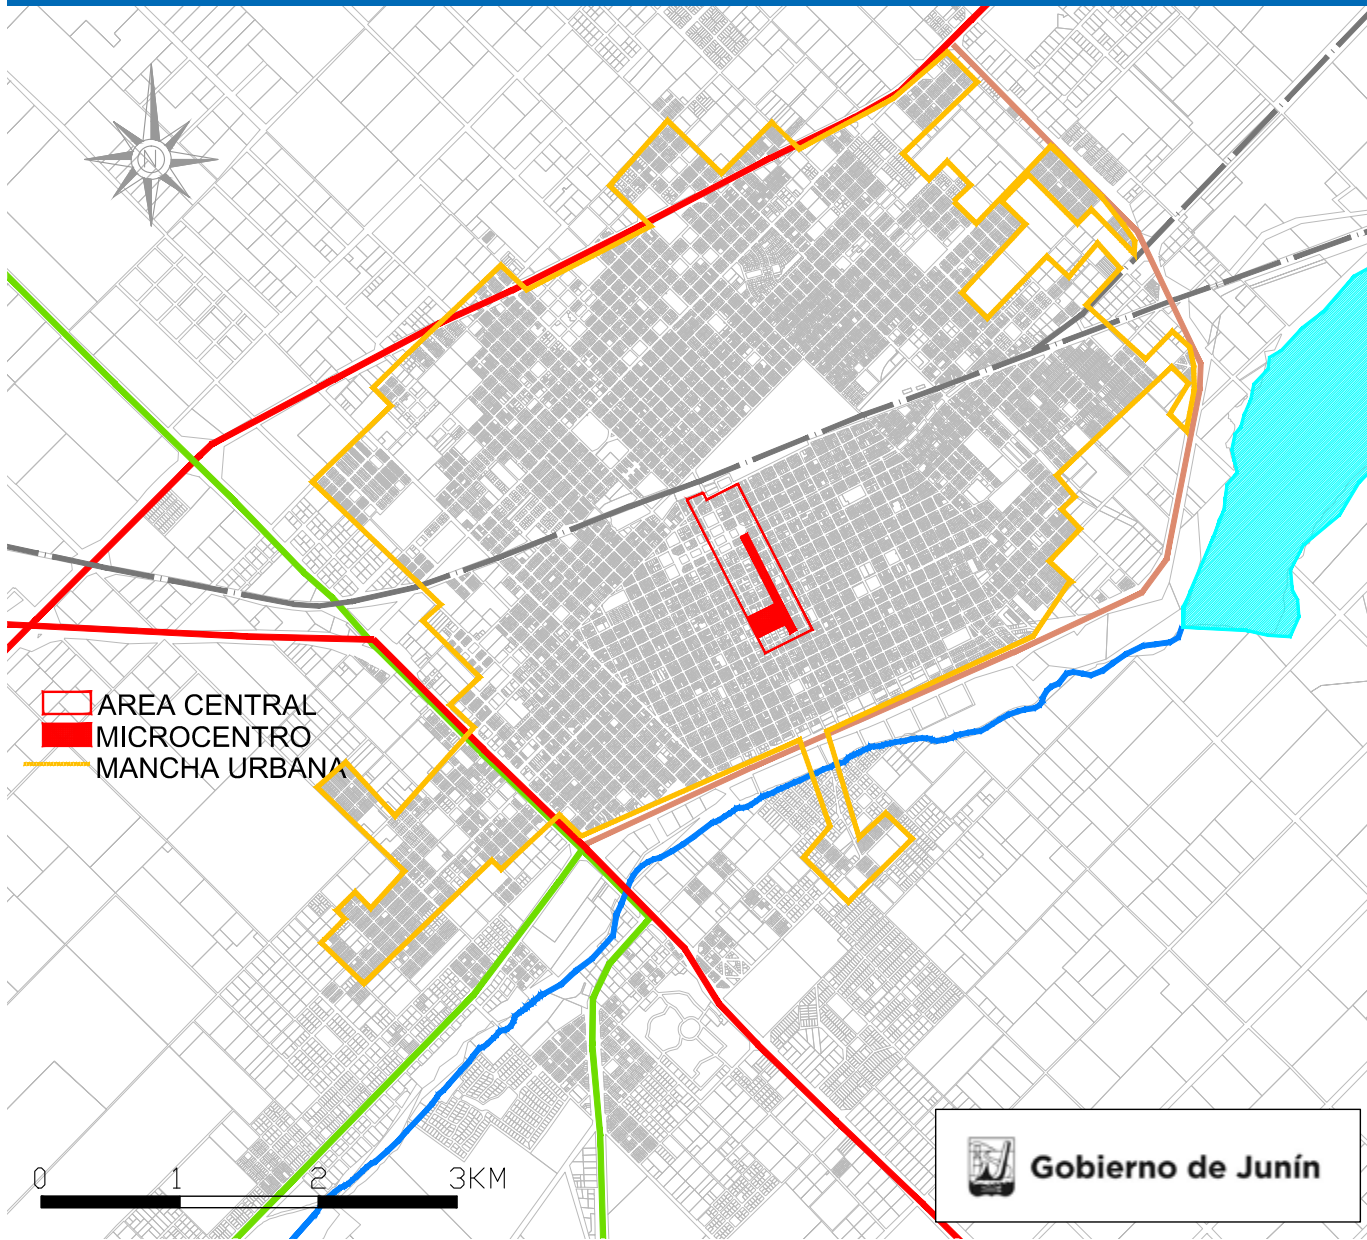 N
AREA CENTRAL
MICROCENTRO
MANCHA URBANA
0 1 2 3KM
Gobierno de Junín